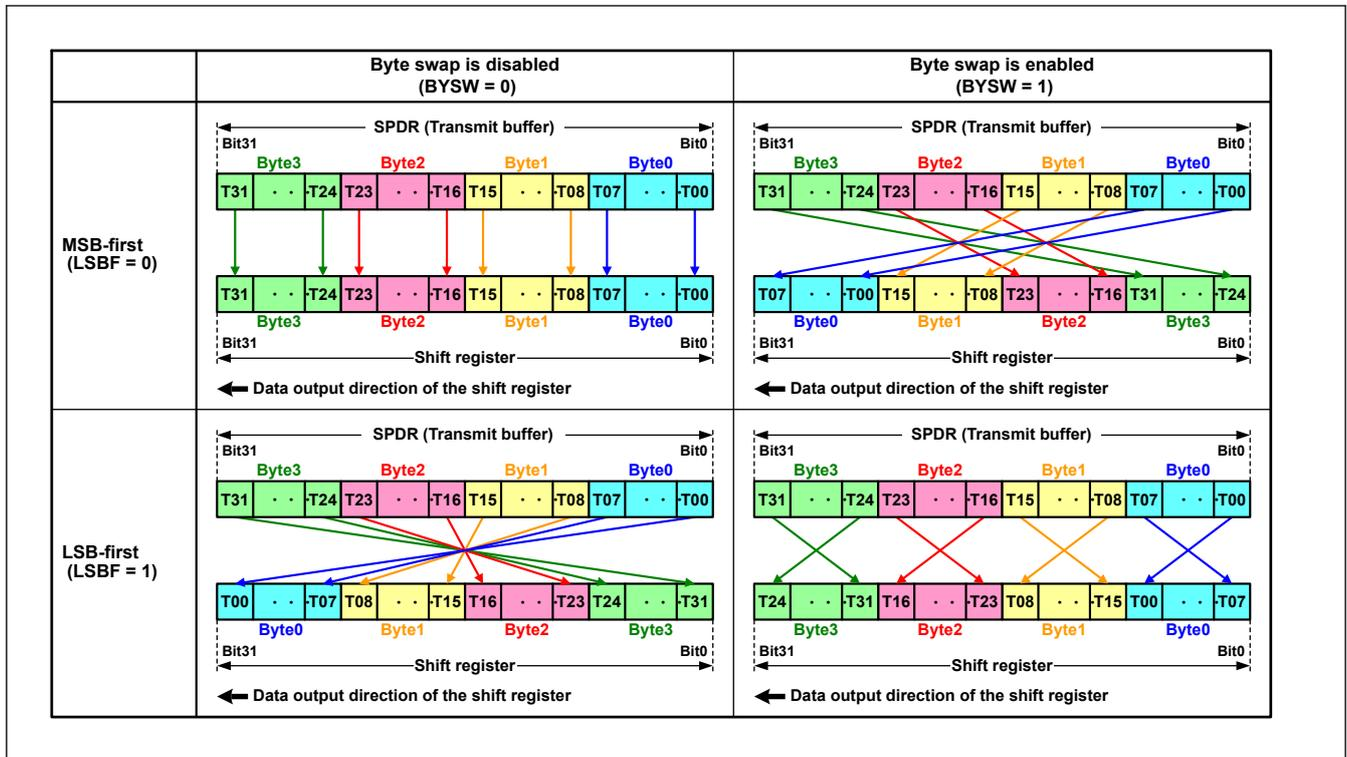 Byte swap is disabled
(BYSW = 0)
Byte swap is enabled
(BYSW = 1)
MSB-first
(LSBF = 0)
SPDR (Transmit buffer)
Bit31 Bit0
Byte3 Byte2 Byte1 Byte0
T31 · · · T24 T23 · · · T16 T15 · · · T08 T07 · · · T00
T31 · · · T24 T23 · · · T16 T15 · · · T08 T07 · · · T00
Byte3 Byte2 Byte1 Byte0
Bit31 Bit0
Shift register
Data output direction of the shift register
SPDR (Transmit buffer)
Bit31 Bit0
Byte3 Byte2 Byte1 Byte0
T31 · · · T24 T23 · · · T16 T15 · · · T08 T07 · · · T00
T07 · · · T00 T15 · · · T08 T23 · · · T16 T31 · · · T24
Byte0 Byte1 Byte2 Byte3
Bit31 Bit0
Shift register
Data output direction of the shift register
LSB-first
(LSBF = 1)
SPDR (Transmit buffer)
Bit31 Bit0
Byte3 Byte2 Byte1 Byte0
T31 · · · T24 T23 · · · T16 T15 · · · T08 T07 · · · T00
T00 · · · T07 T08 · · · T15 T16 · · · T23 T24 · · · T31
Byte0 Byte1 Byte2 Byte3
Bit31 Bit0
Shift register
Data output direction of the shift register
SPDR (Transmit buffer)
Bit31 Bit0
Byte3 Byte2 Byte1 Byte0
T31 · · · T24 T23 · · · T16 T15 · · · T08 T07 · · · T00
T24 · · · T31 T16 · · · T23 T08 · · · T15 T00 · · · T07
Byte3 Byte2 Byte1 Byte0
Bit31 Bit0
Shift register
Data output direction of the shift register